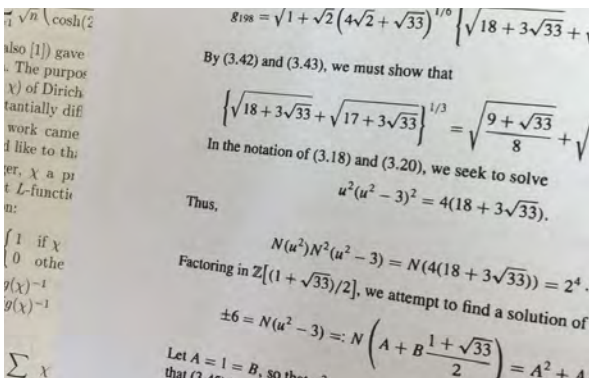 √n (cosh(2
also [1]) gave
. The purpos
χ) of Dirich
tantially dif
work came
d like to th
er, χ a pr
t L-functi
n:
{1 if χ
{0 othe
g(χ)⁻¹
g(χ)⁻¹
∑ χ
g₁₉₈ = √(1 + √2) (4√2 + √33)^{1/6} {√(18 + 3√33) +
By (3.42) and (3.43), we must show that
{√(18 + 3√33) + √(17 + 3√33)}^{1/3} = √((9 + √33)/8) + √
In the notation of (3.18) and (3.20), we seek to solve
u²(u² − 3)² = 4(18 + 3√33).
Thus,
N(u²)N²(u² − 3) = N(4(18 + 3√33)) = 2⁴ ·
Factoring in ℤ[(1 + √33)/2], we attempt to find a solution of
±6 = N(u² − 3) =: N(A + B (1 + √33)/2) = A² + A
Let A = 1 = B, so that